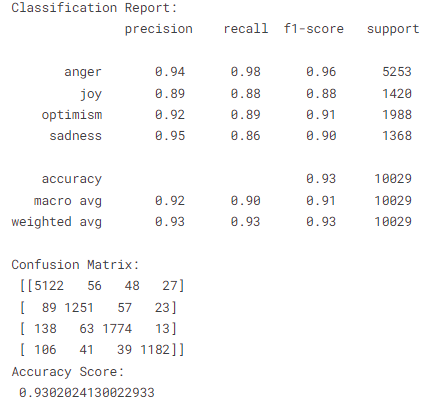 Classification Report:
precision recall f1-score support
anger 0.94 0.98 0.96 5253
joy 0.89 0.88 0.88 1420
optimism 0.92 0.89 0.91 1988
sadness 0.95 0.86 0.90 1368
accuracy 0.93 10029
macro avg 0.92 0.90 0.91 10029
weighted avg 0.93 0.93 0.93 10029
Confusion Matrix:
[[5122 56 48 27]
[ 89 1251 57 23]
[ 138 63 1774 13]
[ 106 41 39 1182]]
Accuracy Score:
0.9302024130022933